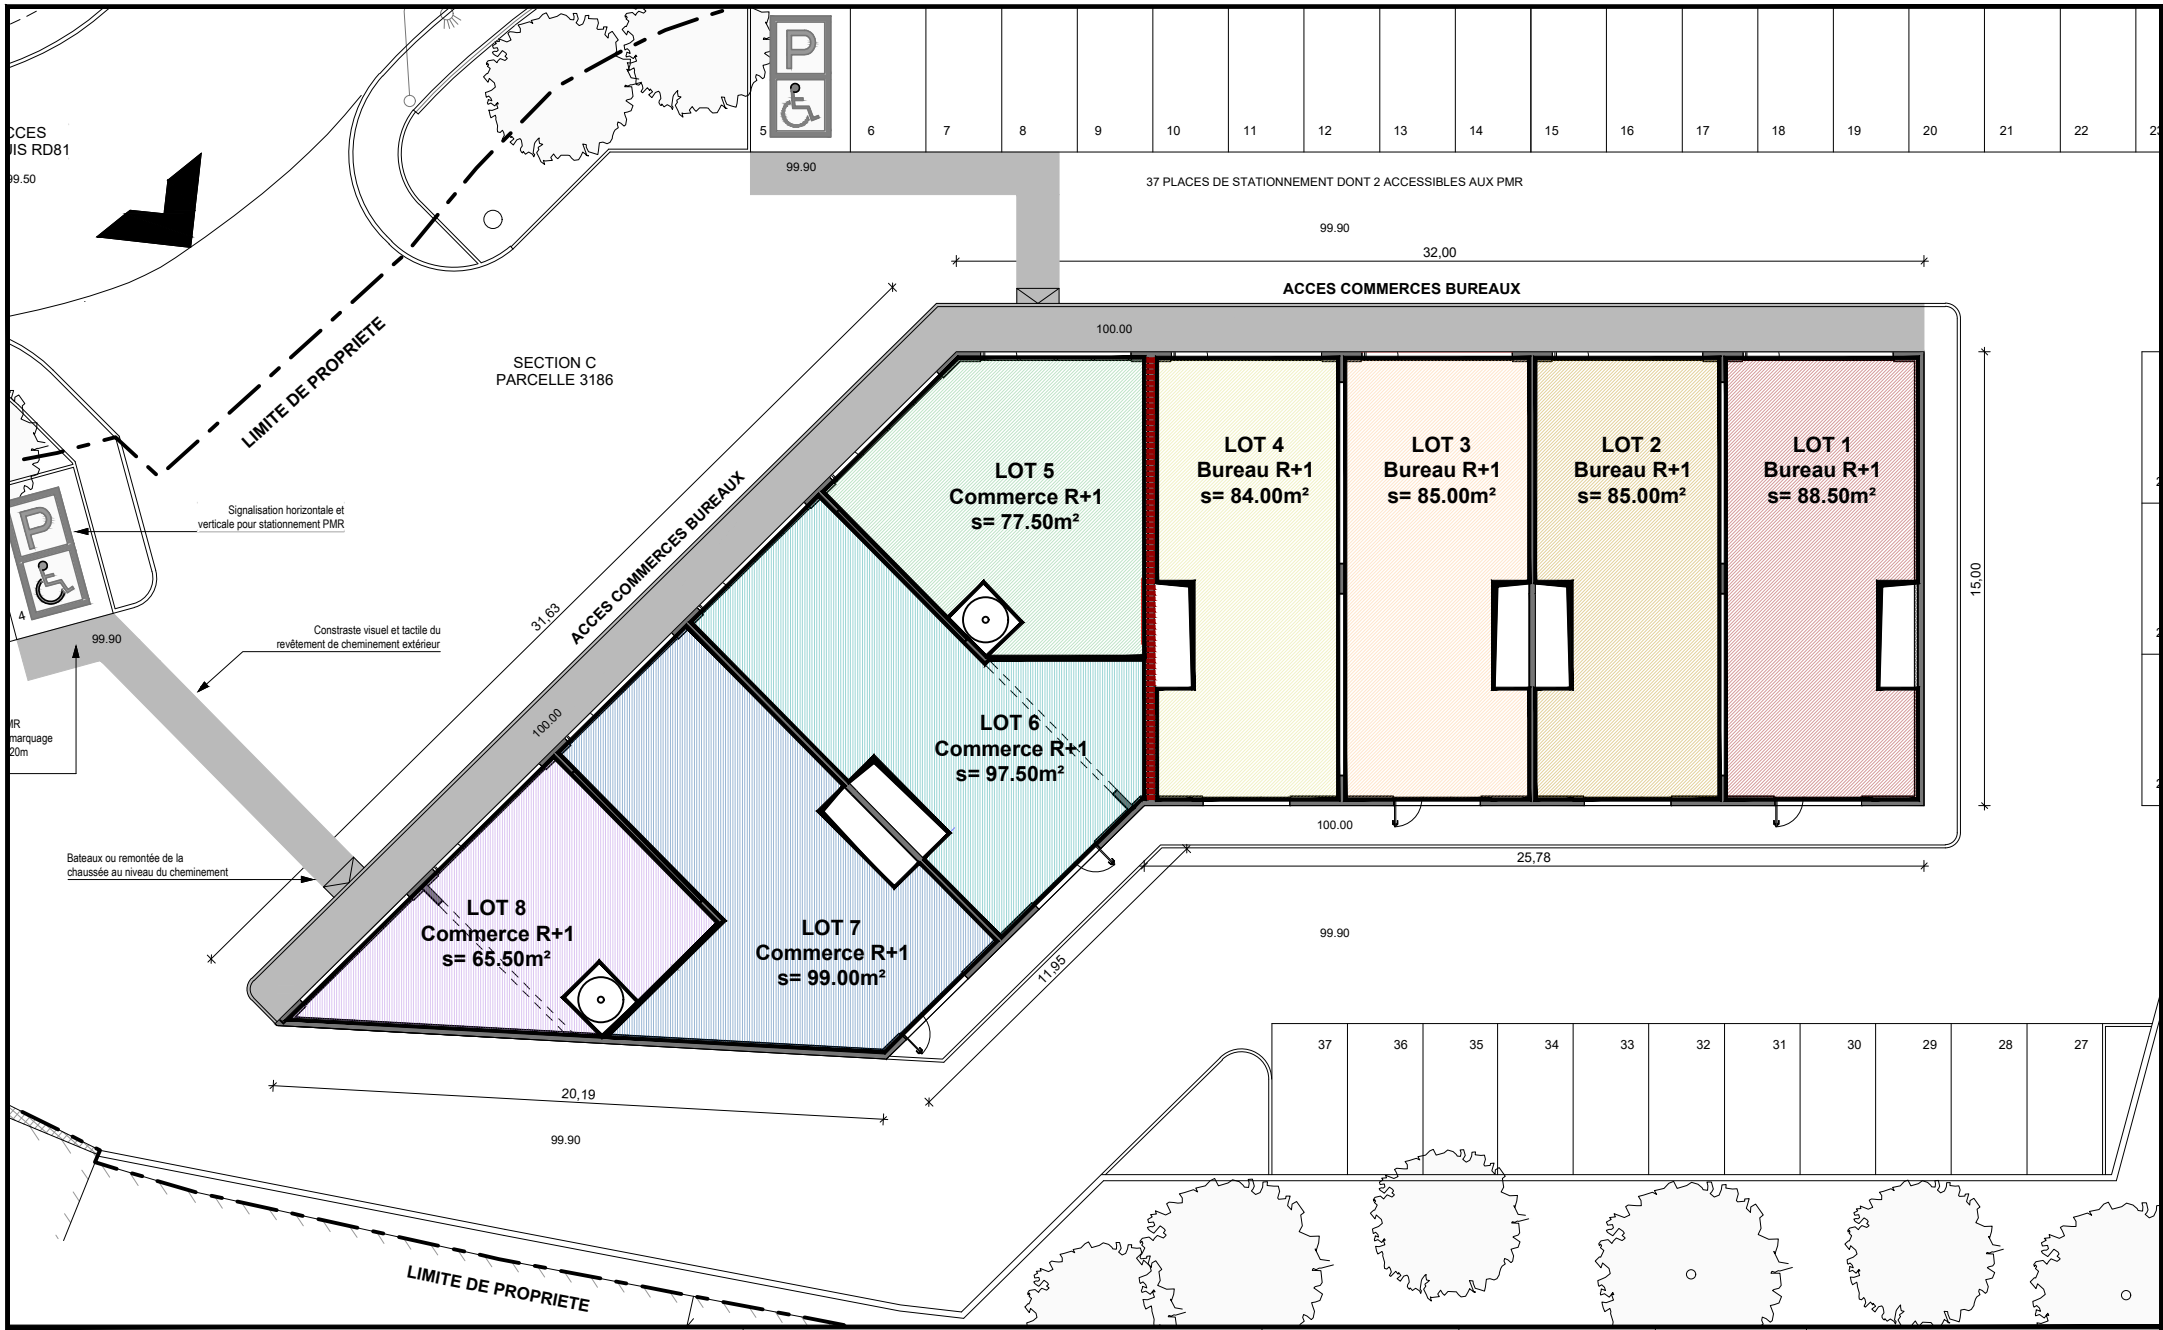 P
5
6
7
8
9
10
11
12
13
14
15
16
17
18
19
20
21
22
RD81
99.90
37 PLACES DE STATIONNEMENT DONT 2 ACCESSIBLES AUX PMR
99.90
32,00
ACCES COMMERCES BUREAUX
100.00
LIMITE DE PROPRIETE
SECTION C
PARCELLE 3186
LOT 5
Commerce R+1
s= 77.50m²
LOT 4
Bureau R+1
s= 84.00m²
LOT 3
Bureau R+1
s= 85.00m²
LOT 2
Bureau R+1
s= 85.00m²
LOT 1
Bureau R+1
s= 88.50m²
15,00
ACCES COMMERCES BUREAUX
31,63
Signalisation horizontale et
verticale pour stationnement PMR
P
4
99.90
Constraste visuel et tactile du
revêtement de cheminement extérieur
marquage
20m
100.00
LOT 6
Commerce R+1
s= 97.50m²
Bateaux ou remontée de la
chaussée au niveau du cheminement
100.00
25,78
LOT 8
Commerce R+1
s= 65.50m²
LOT 7
Commerce R+1
s= 99.00m²
11,95
99.90
37
36
35
34
33
32
31
30
29
28
27
20,19
99.90
LIMITE DE PROPRIETE